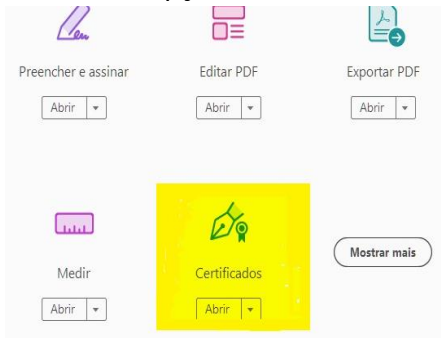 Preencher e assinar
Editar PDF
Exportar PDF
Abrir
Abrir
Abrir
Medir
Certificados
Mostrar mais
Abrir
Abrir